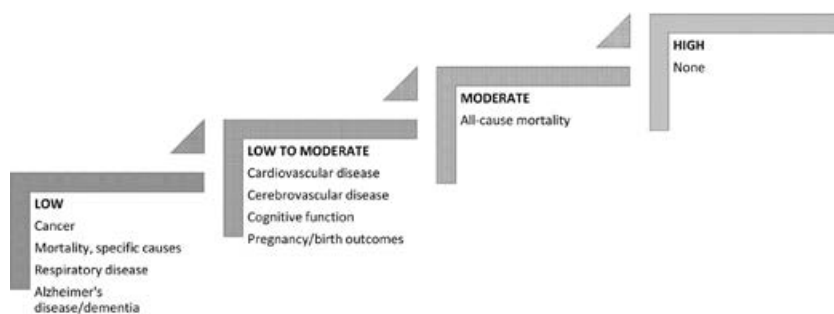 LOW
Cancer
Mortality, specific causes
Respiratory disease
Alzheimer's
disease/dementia
LOW TO MODERATE
Cardiovascular disease
Cerebrovascular disease
Cognitive function
Pregnancy/birth outcomes
MODERATE
All-cause mortality
HIGH
None